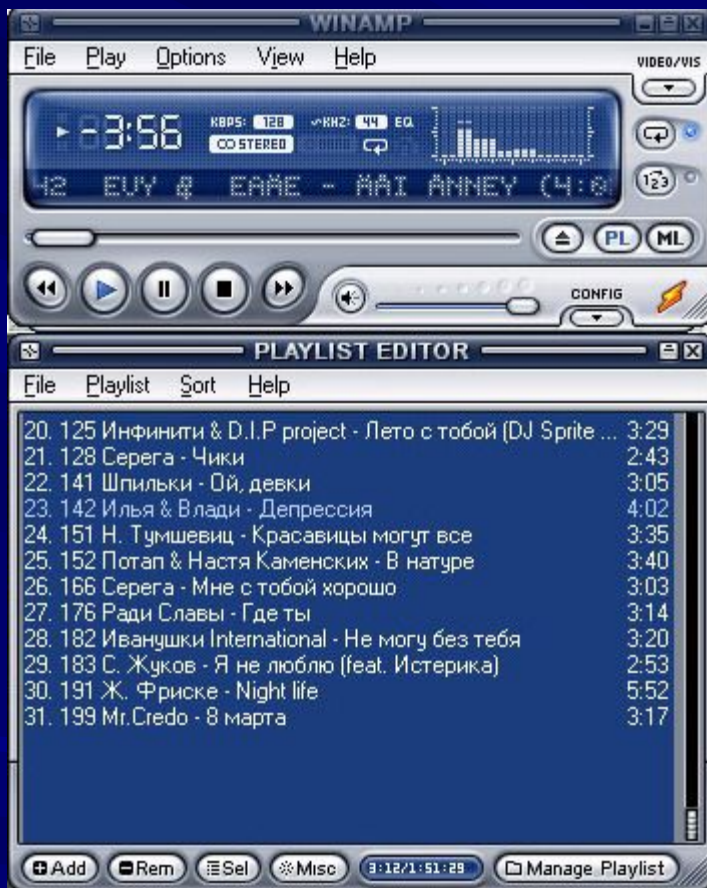 WINAMP
File Play Options View Help
VIDEO/VIS
-3:56 KBPS: 128 KHZ: 44 EQ
STEREO
EAME - MAI ANNEY (4:0
123
PL ML
CONFIG
PLAYLIST EDITOR
File Playlist Sort Help
20. 125 Инфинити & D.I.P project - Лето с тобой (DJ Sprite ... 3:29
21. 128 Серега - Чики 2:43
22. 141 Шпильки - Ой, девки 3:05
23. 142 Илья & Влади - Депрессия 4:02
24. 151 Н. Тумшевиц - Красавицы могут все 3:35
25. 152 Потап & Настя Каменских - В натуре 3:40
26. 166 Серега - Мне с тобой хорошо 3:03
27. 176 Ради Славы - Где ты 3:14
28. 182 Иванушки International - Не могу без тебя 3:20
29. 183 С. Жуков - Я не люблю (feat. Истерика) 2:53
30. 191 Ж. Фриске - Night life 5:52
31. 199 Mr.Credo - 8 марта 3:17
Add Rem Sel Misc 3:12/1:51:29 Manage Playlist